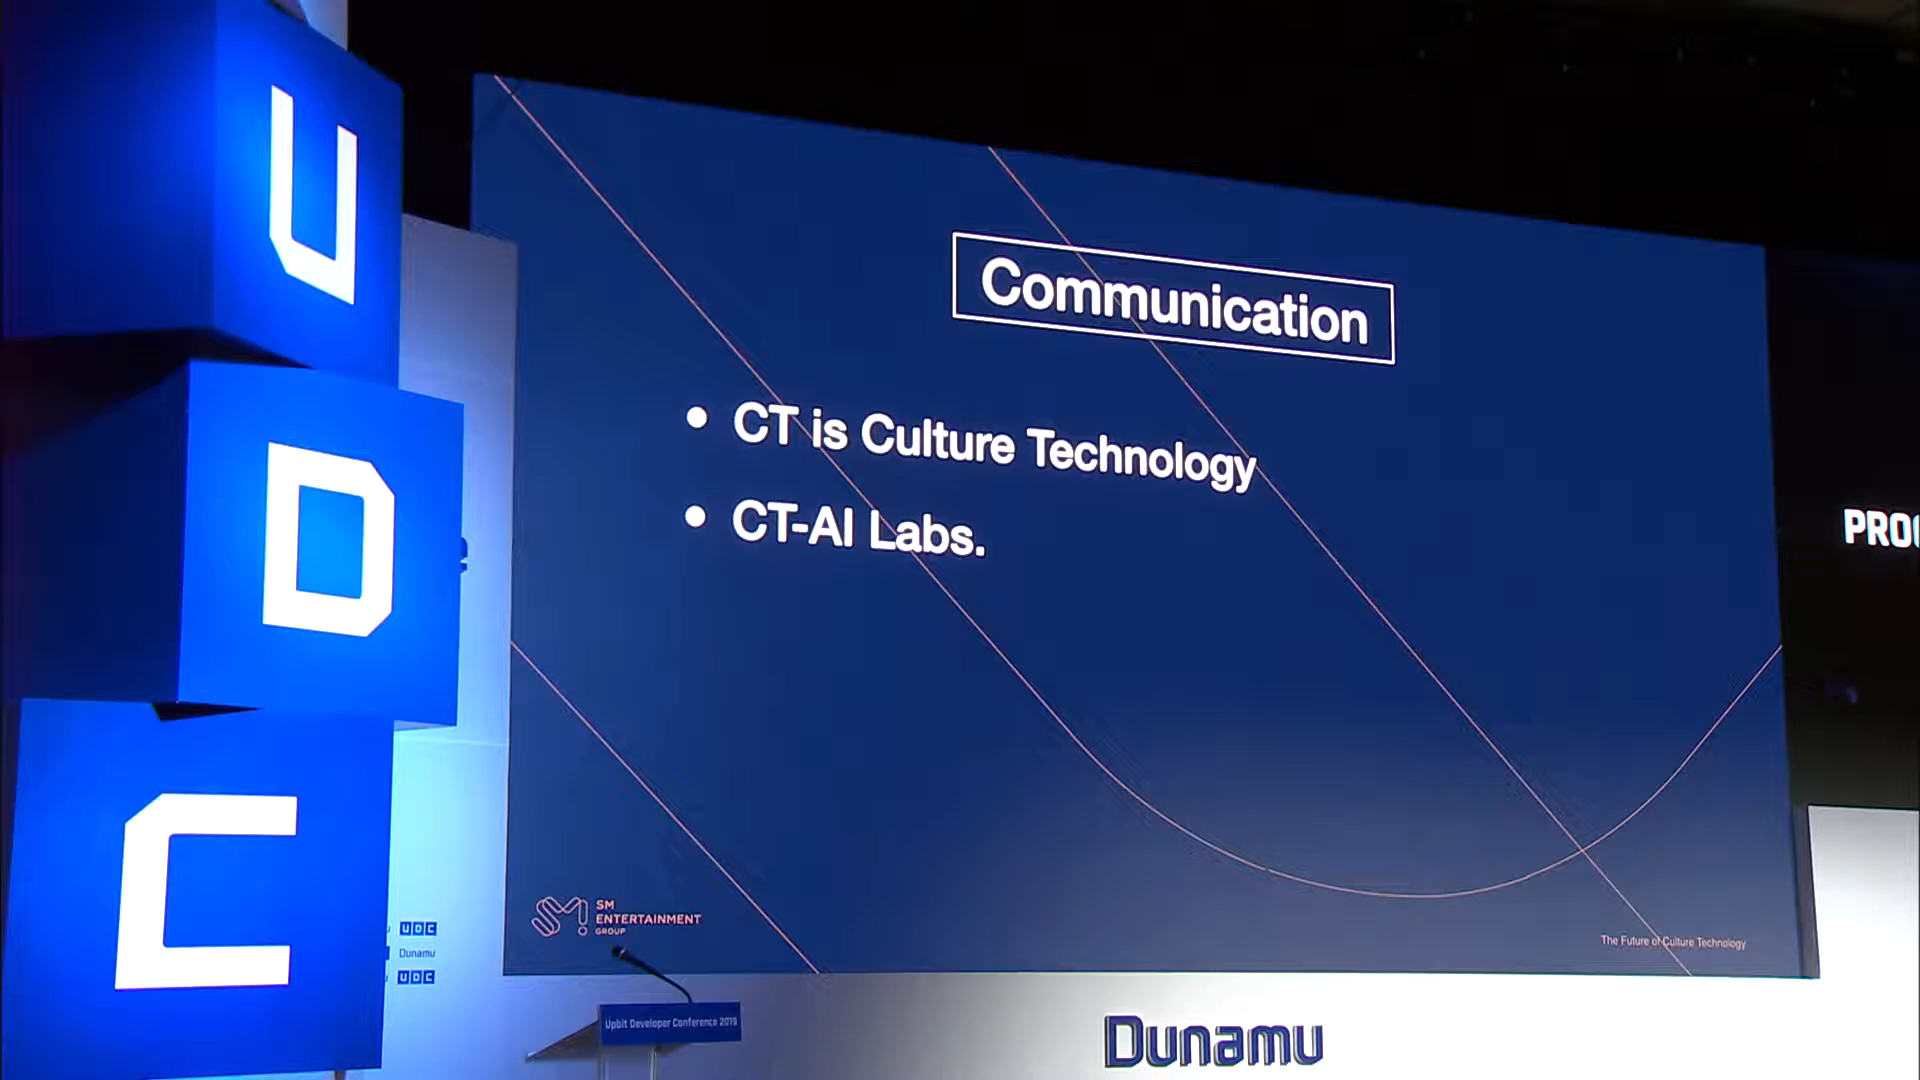 U
D
C
Communication
• CT is Culture Technology
• CT-AI Labs.
SM
ENTERTAINMENT
GROUP
The Future of Culture Technology
UDC
Dunamu
UDC
Upbit Developer Conference 2019
Dunamu